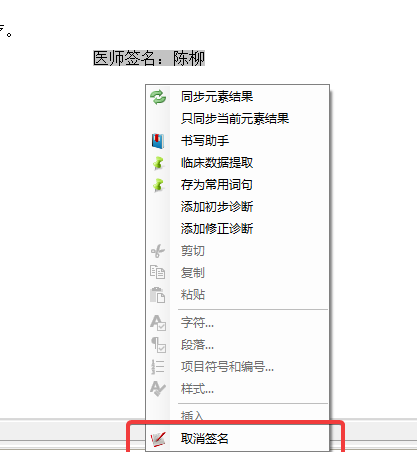 医师签名：陈柳
同步元素结果
只同步当前元素结果
书写助手
临床数据提取
存为常用词句
添加初步诊断
添加修正诊断
剪切
复制
粘贴
字符...
段落...
项目符号和编号...
样式...
插入
取消签名